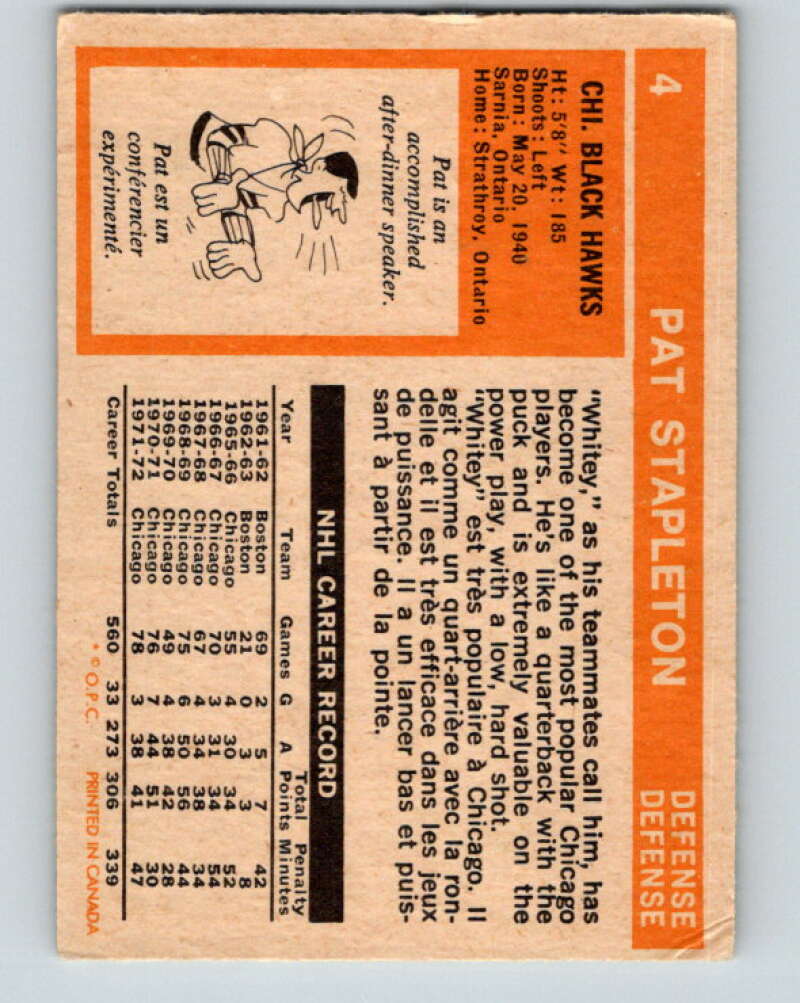 4 PAT STAPLETON DEFENSE
DEFENSE
CHI. BLACK HAWKS
Ht: 5'8" Wt: 185
Shoots: Left
Born: May 20, 1940
Sarnia, Ontario
Home: Strathroy, Ontario
Pat is an
accomplished
after-dinner speaker.
Pat est un
conférencier
expérimenté.
"Whitey," as his teammates call him, has
become one of the most popular Chicago
players. He's like a quarterback with the
puck and is extremely valuable on the
power play, with a low, hard shot.
"Whitey" est très populaire à Chicago. Il
agit comme un quart-arrière avec la ron-
delle et il est très efficace dans les jeux
de puissance. Il a un lancer bas et puis-
sant à partir de la pointe.
NHL CAREER RECORD
Total Penalty
Year Team Games G A Points Minutes
1961-62 Boston 69 2 5 7 42
1962-63 Boston 21 0 3 3 8
1965-66 Chicago 55 4 30 34 52
1966-67 Chicago 70 3 31 34 54
1967-68 Chicago 67 4 34 38 34
1968-69 Chicago 75 6 50 56 44
1969-70 Chicago 49 4 38 42 28
1970-71 Chicago 76 7 44 51 30
1971-72 Chicago 78 3 38 41 47
Career Totals 560 33 273 306 339
* © O.P.C. PRINTED IN CANADA